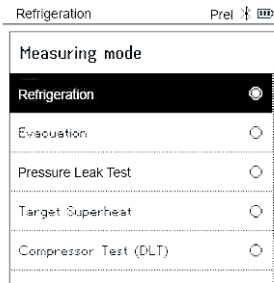 Refrigeration Prel
Measuring mode
Refrigeration
Evacuation
Pressure Leak Test
Target Superheat
Compressor Test (DLT)